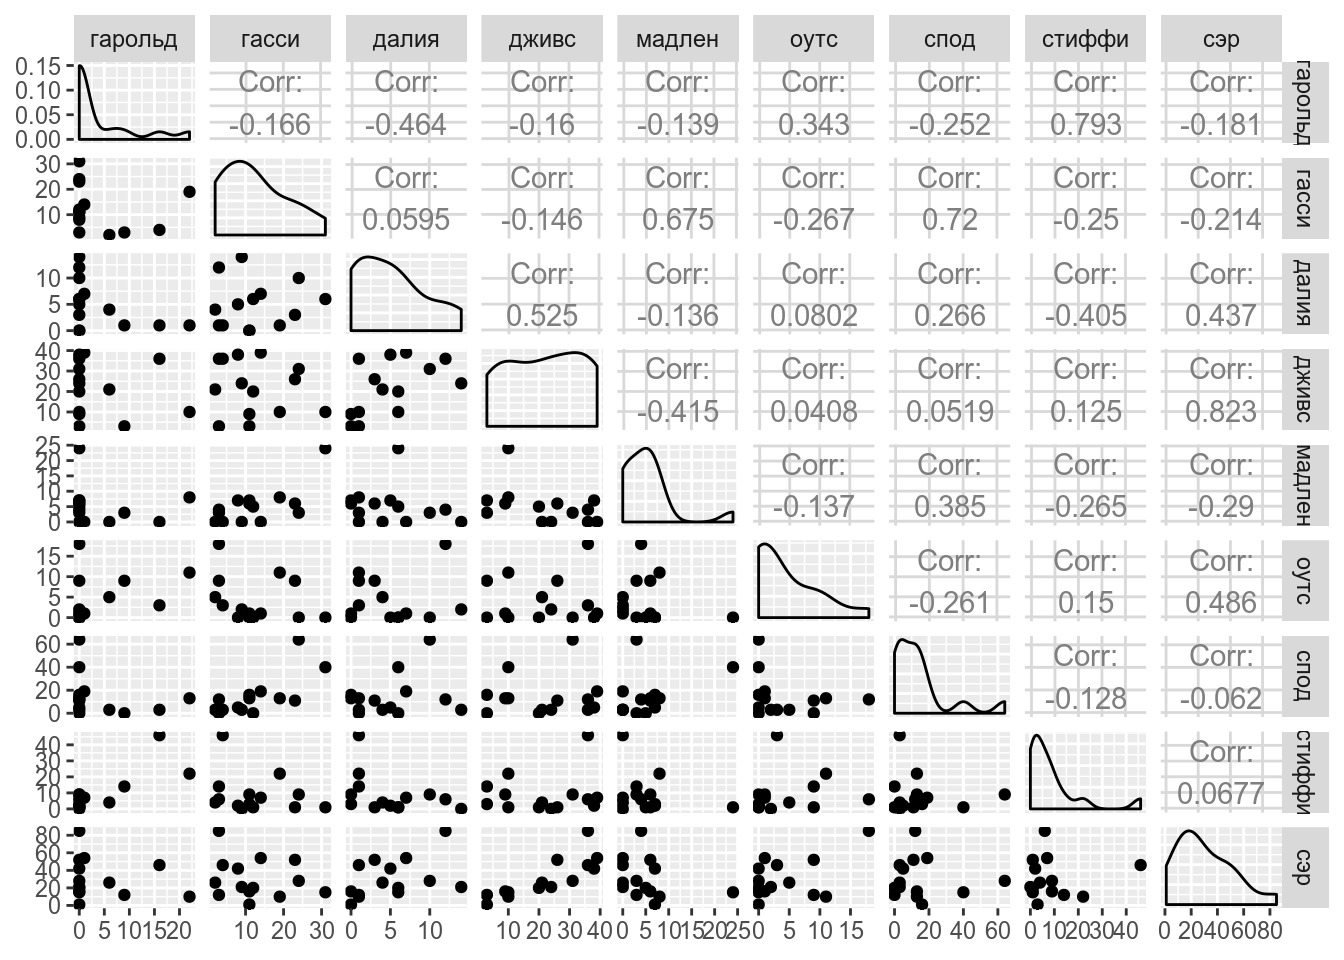 гарольд гасси далия дживс мадлен оутс спод стиффи сэр
0.15
0.10
0.05
0.00
Corr: Corr: Corr: Corr: Corr: Corr: Corr: Corr:
-0.166 -0.464 -0.16 -0.139 0.343 -0.252 0.793 -0.181
гарольд
30
20
10
Corr: Corr: Corr: Corr: Corr: Corr: Corr:
0.0595 -0.146 0.675 -0.267 0.72 -0.25 -0.214
гасси
10
5
0
Corr: Corr: Corr: Corr: Corr: Corr:
0.525 -0.136 0.0802 0.266 -0.405 0.437
далия
40
30
20
10
Corr: Corr: Corr: Corr: Corr:
-0.415 0.0408 0.0519 0.125 0.823
дживс
25
20
15
10
5
0
Corr: Corr: Corr: Corr:
-0.137 0.385 -0.265 -0.29
мадлен
15
10
5
0
Corr: Corr: Corr:
-0.261 0.15 0.486
оутс
60
40
20
0
Corr: Corr:
-0.128 -0.062
спод
40
30
20
10
0
Corr:
0.0677
стиффи
80
60
40
20
0
сэр
0 5 10 15 20 10 20 30 0 5 10 10 20 30 40 0 5 10 15 20 25 0 5 10 15 0 20 40 60 0 10 20 30 40 0 20 40 60 80